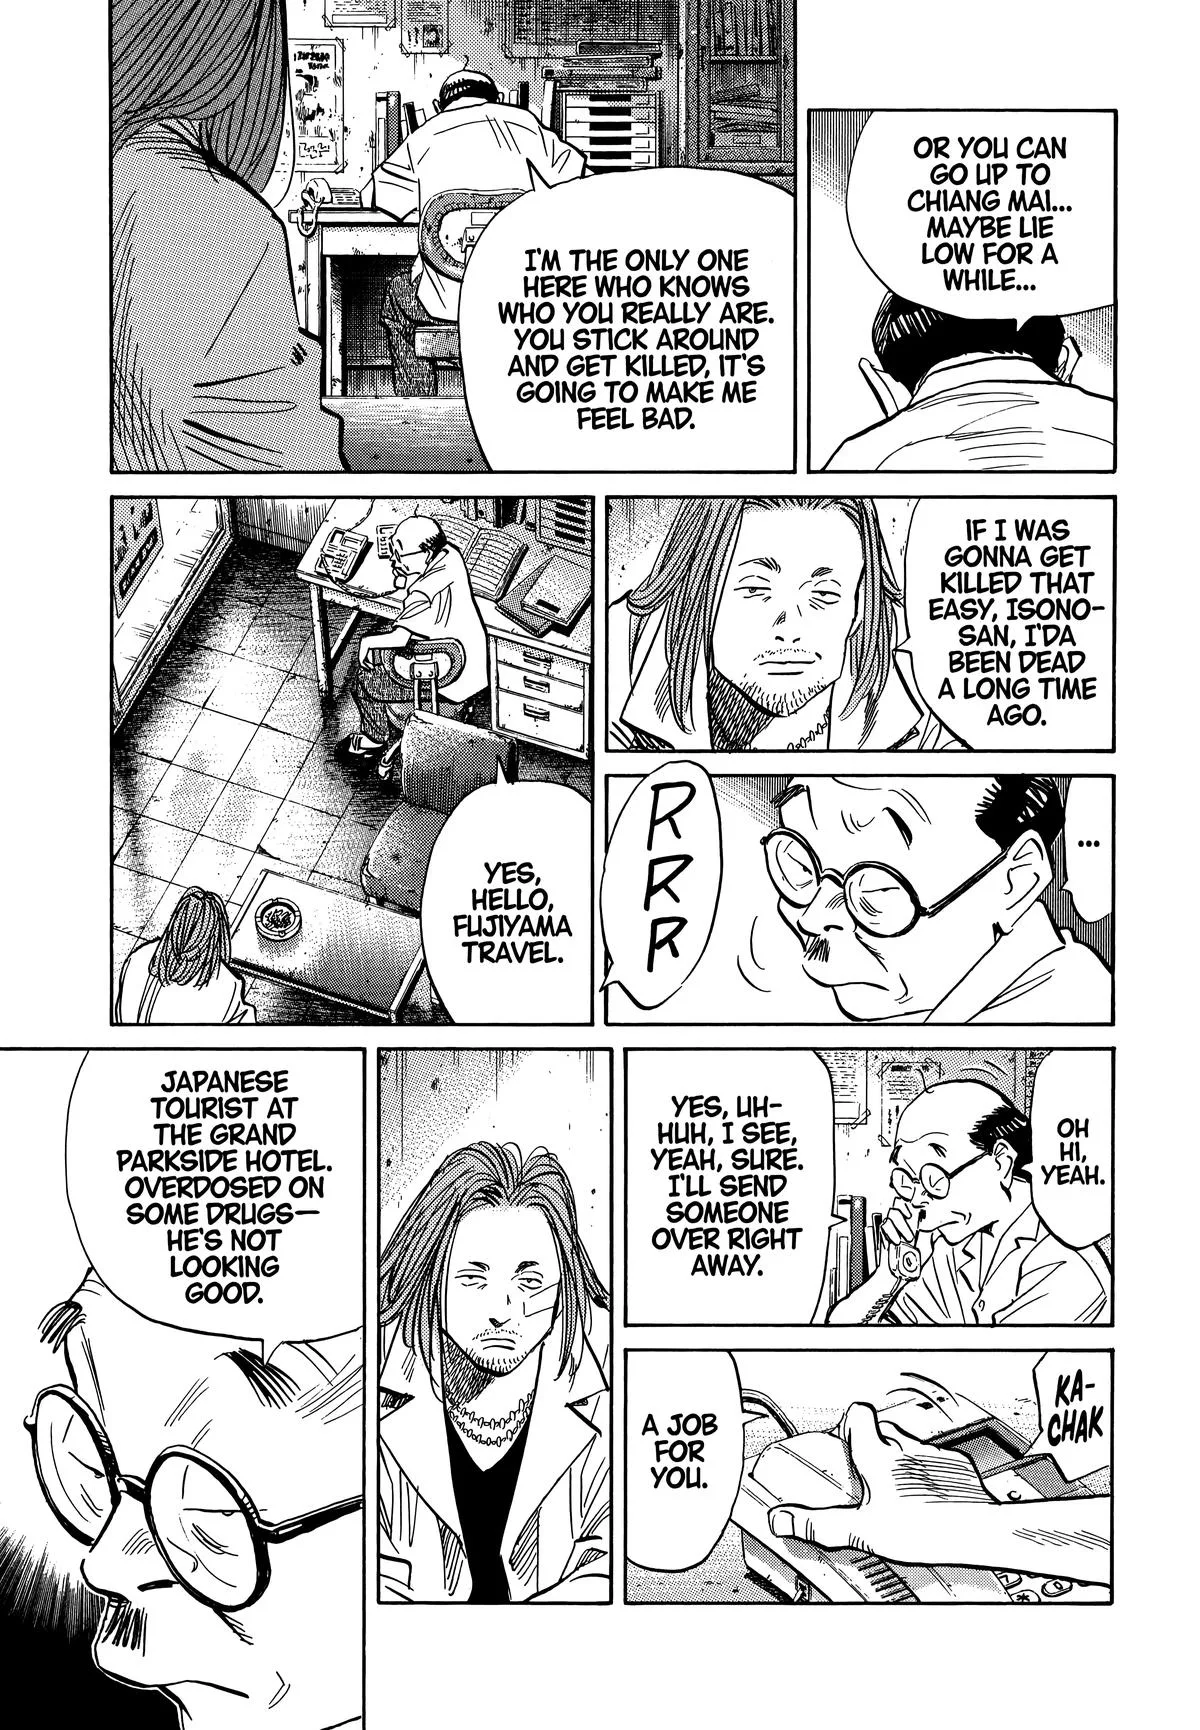 OR YOU CAN
GO UP TO
CHIANG MAI...
MAYBE LIE
LOW FOR A
WHILE...
I'M THE ONLY ONE
HERE WHO KNOWS
WHO YOU REALLY ARE.
YOU STICK AROUND
AND GET KILLED, IT'S
GOING TO MAKE ME
FEEL BAD.
IF I WAS
GONNA GET
KILLED THAT
EASY, ISONO-
SAN, I'DA
BEEN DEAD
A LONG TIME
AGO.
...
R
R
R
YES,
HELLO,
FUJIYAMA
TRAVEL.
OH
HI,
YEAH.
YES, UH-
HUH, I SEE,
YEAH, SURE.
I'LL SEND
SOMEONE
OVER RIGHT
AWAY.
KA-
CHAK
A JOB
FOR
YOU.
JAPANESE
TOURIST AT
THE GRAND
PARKSIDE HOTEL.
OVERDOSED ON
SOME DRUGS—
HE'S NOT
LOOKING
GOOD.